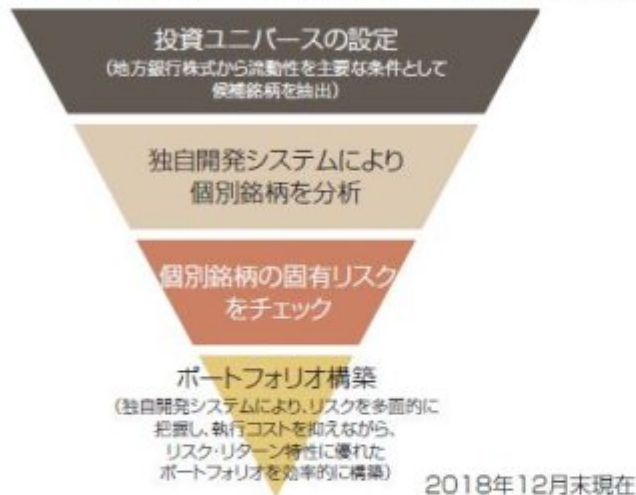 投資ユニバースの設定
(地方銀行株式から流動性を主要な条件として
候補銘柄を抽出)
独自開発システムにより
個別銘柄を分析
個別銘柄の固有リスク
をチェック
ポートフォリオ構築
(独自開発システムにより、リスクを多面的に
把握し、執行コストを抑えながら、
リスク・リターン特性に優れた
ポートフォリオを効率的に構築)
2018年12月末現在